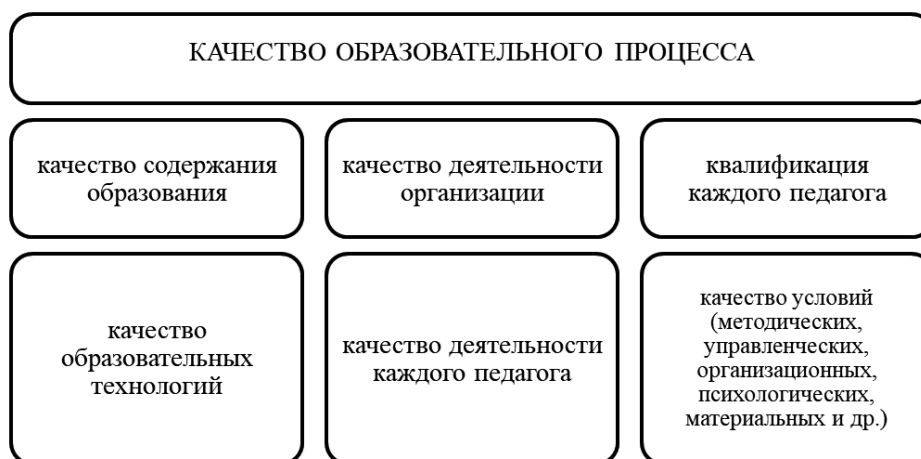 КАЧЕСТВО ОБРАЗОВАТЕЛЬНОГО ПРОЦЕССА
качество содержания
образования
качество деятельности
организации
квалификация
каждого педагога
качество
образовательных
технологий
качество деятельности
каждого педагога
качество условий
(методических,
управленческих,
организационных,
психологических,
материальных и др.)